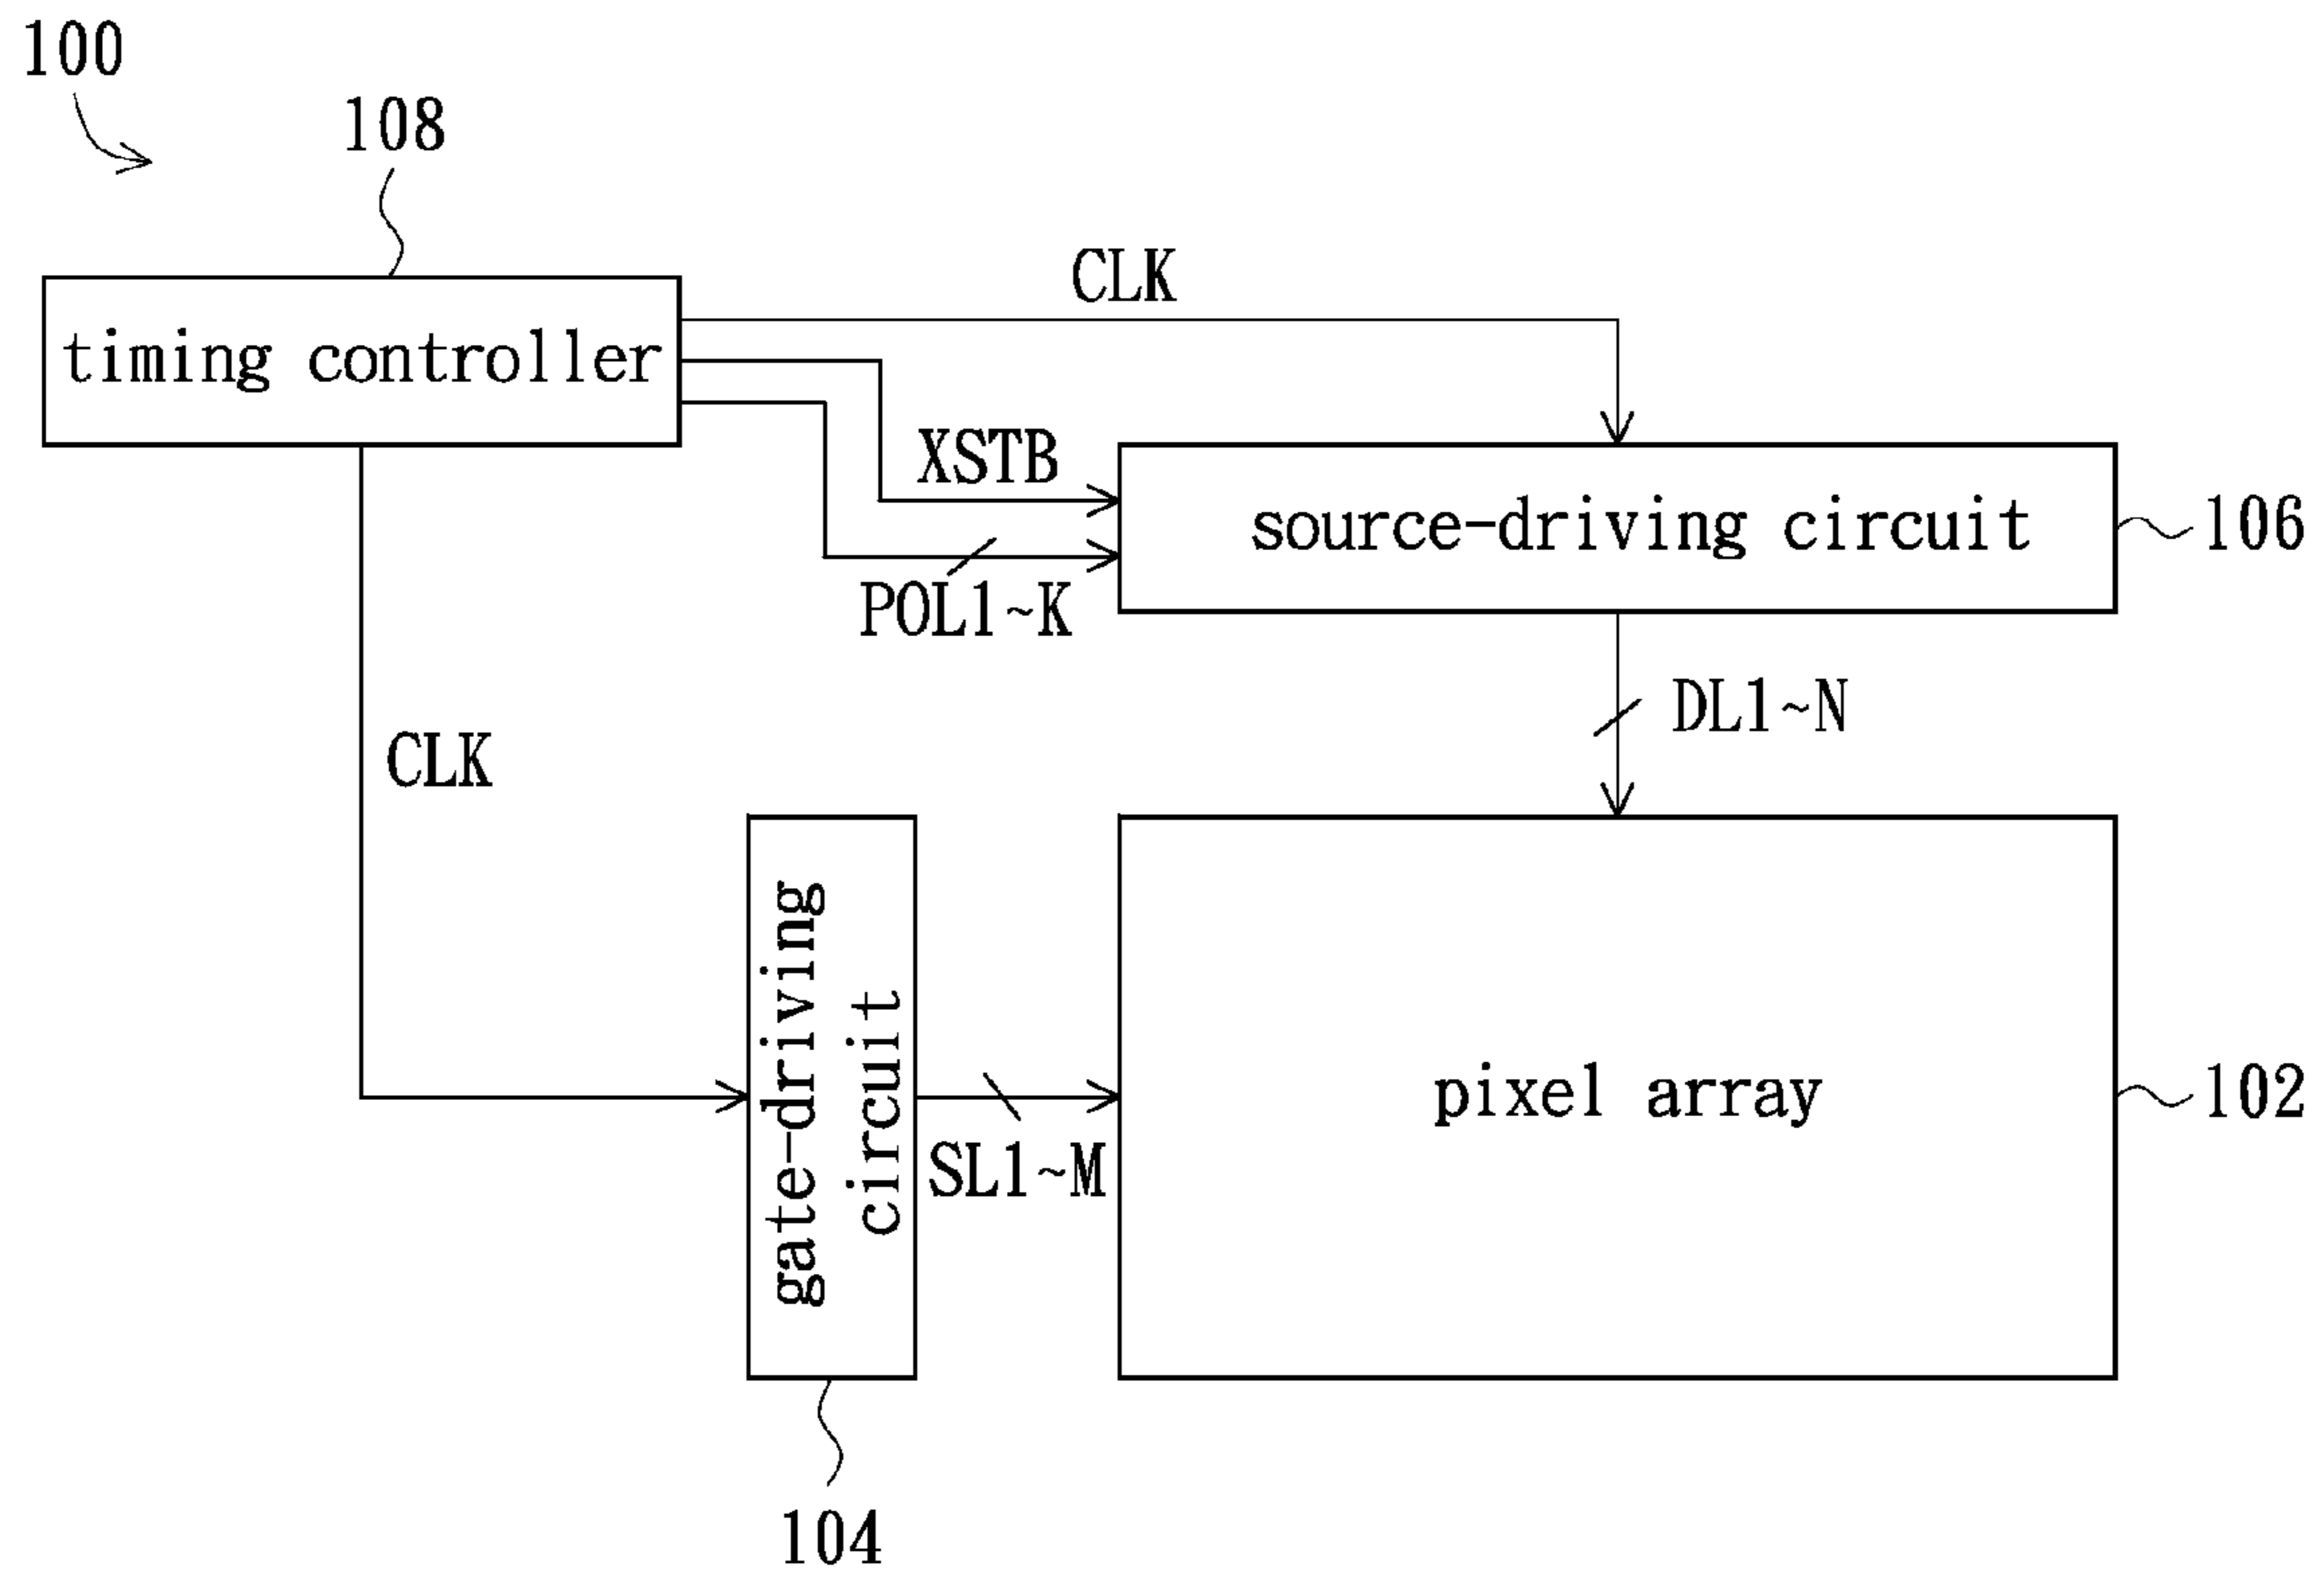 100
108
timing controller
CLK
XSTB
POL1~K
source-driving circuit
106
DL1~N
CLK
gate-driving
circuit
SL1~M
pixel array
102
104